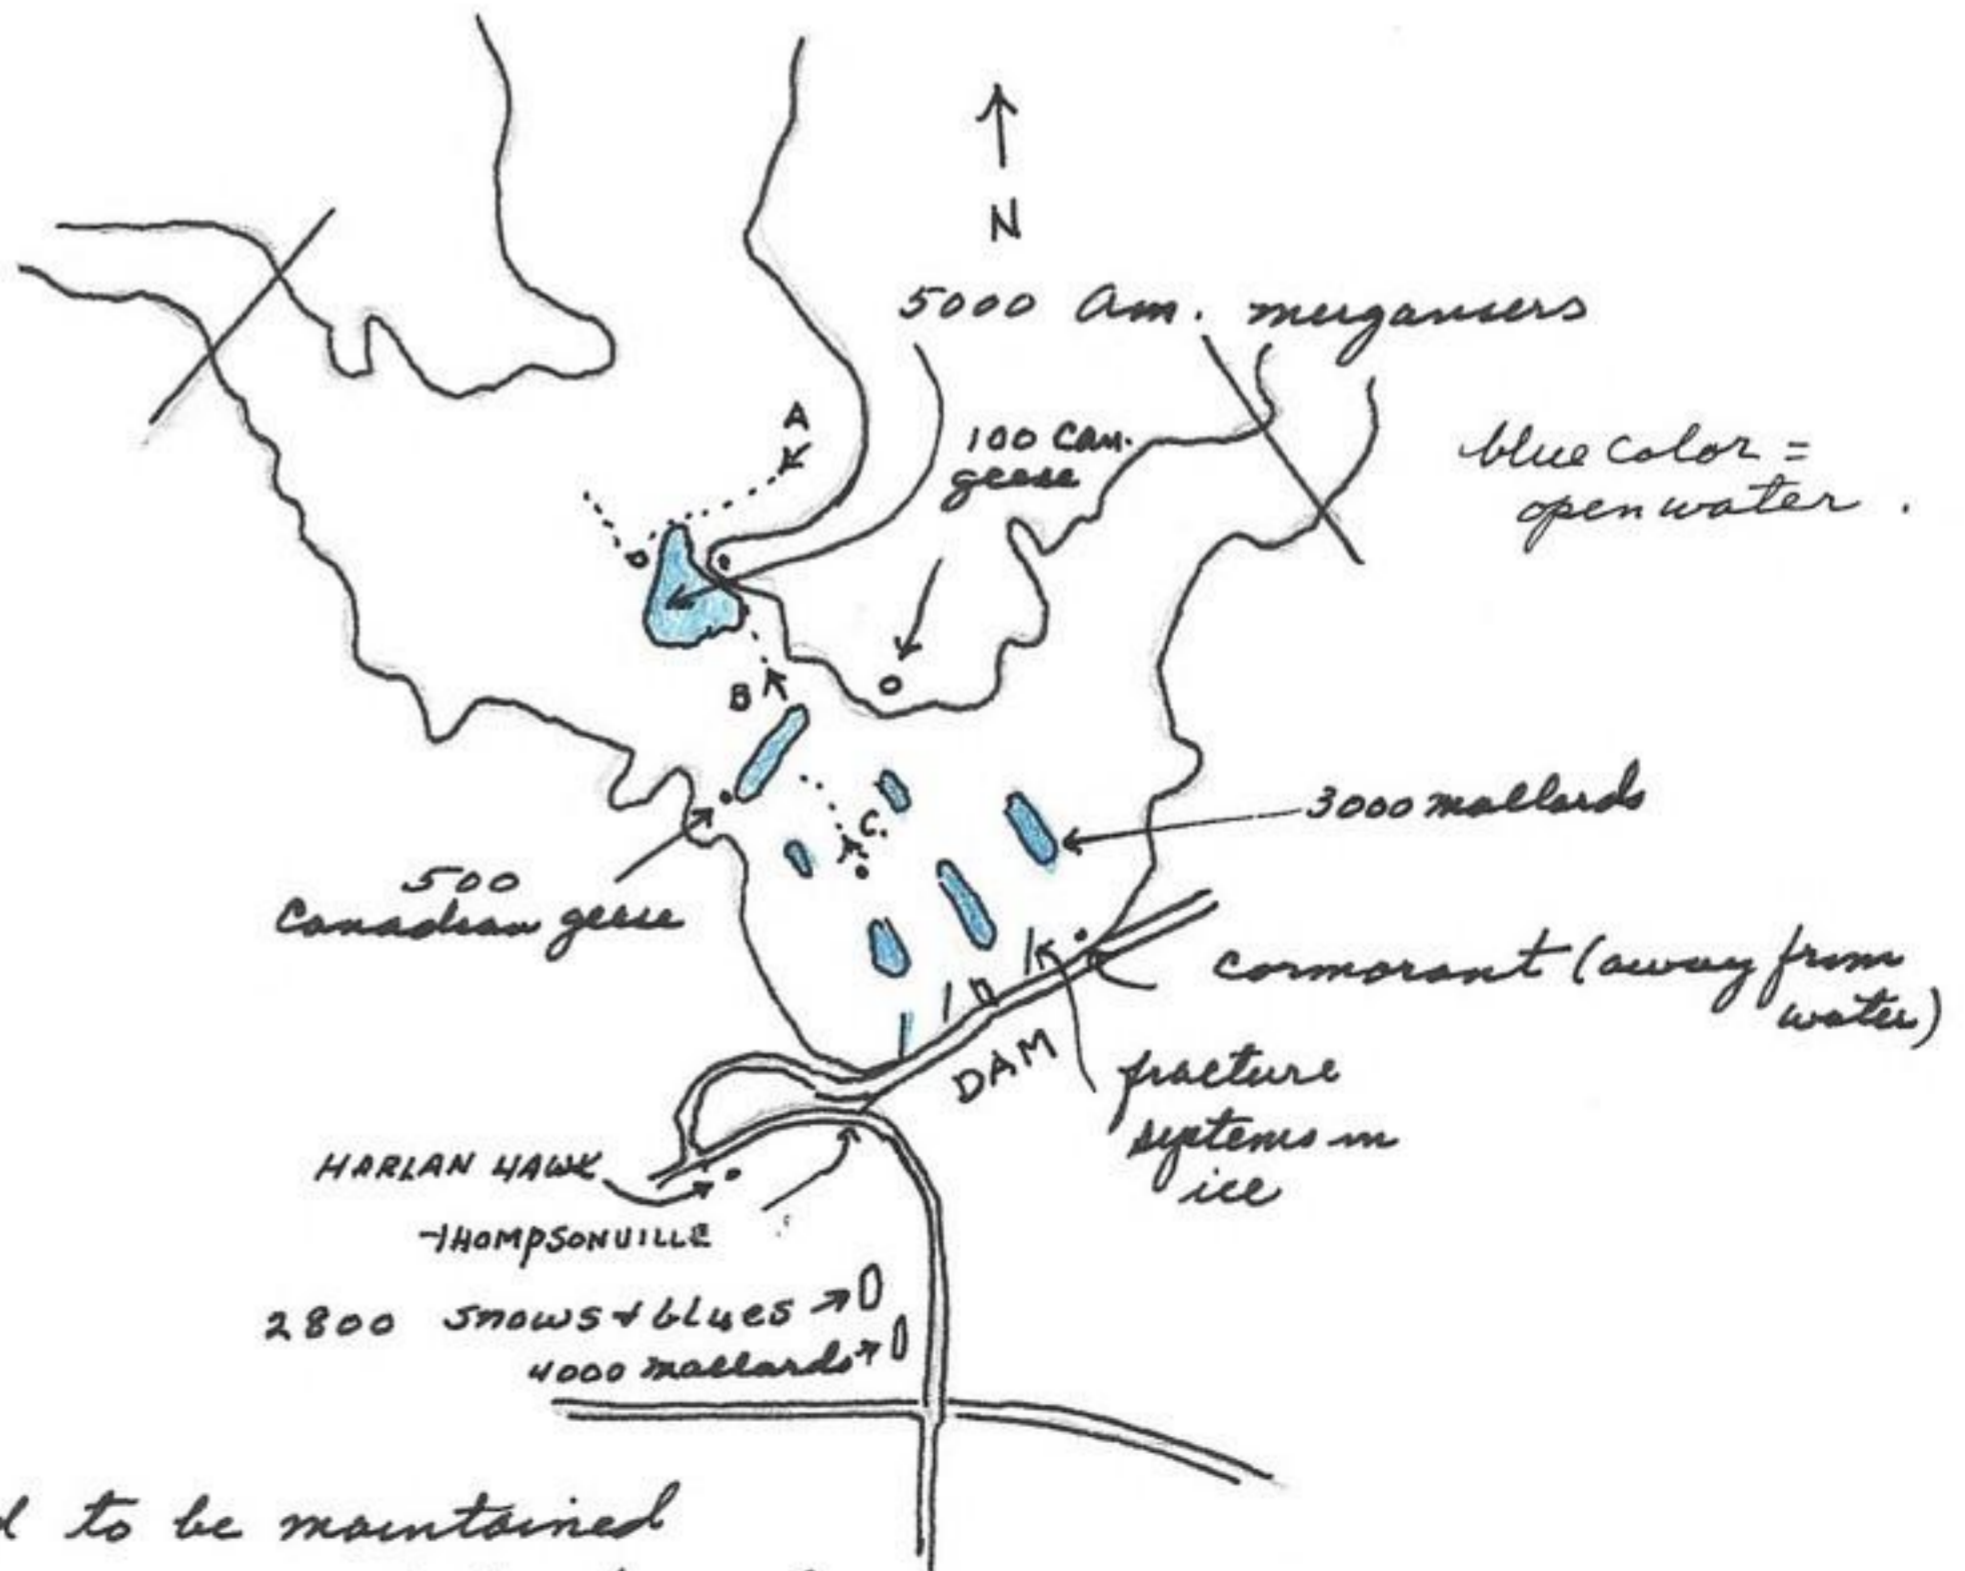 N
5000 Am. mergansers
A
100 Can.
geese
blue color =
open water .
B
C.
3000 mallards
500
Canadian geese
cormorant (away from
water)
DAM
fracture
systems in
ice
HARLAN HAWK
THOMPSONVILLE
2800 snows + blues
4000 mallards
to be maintained